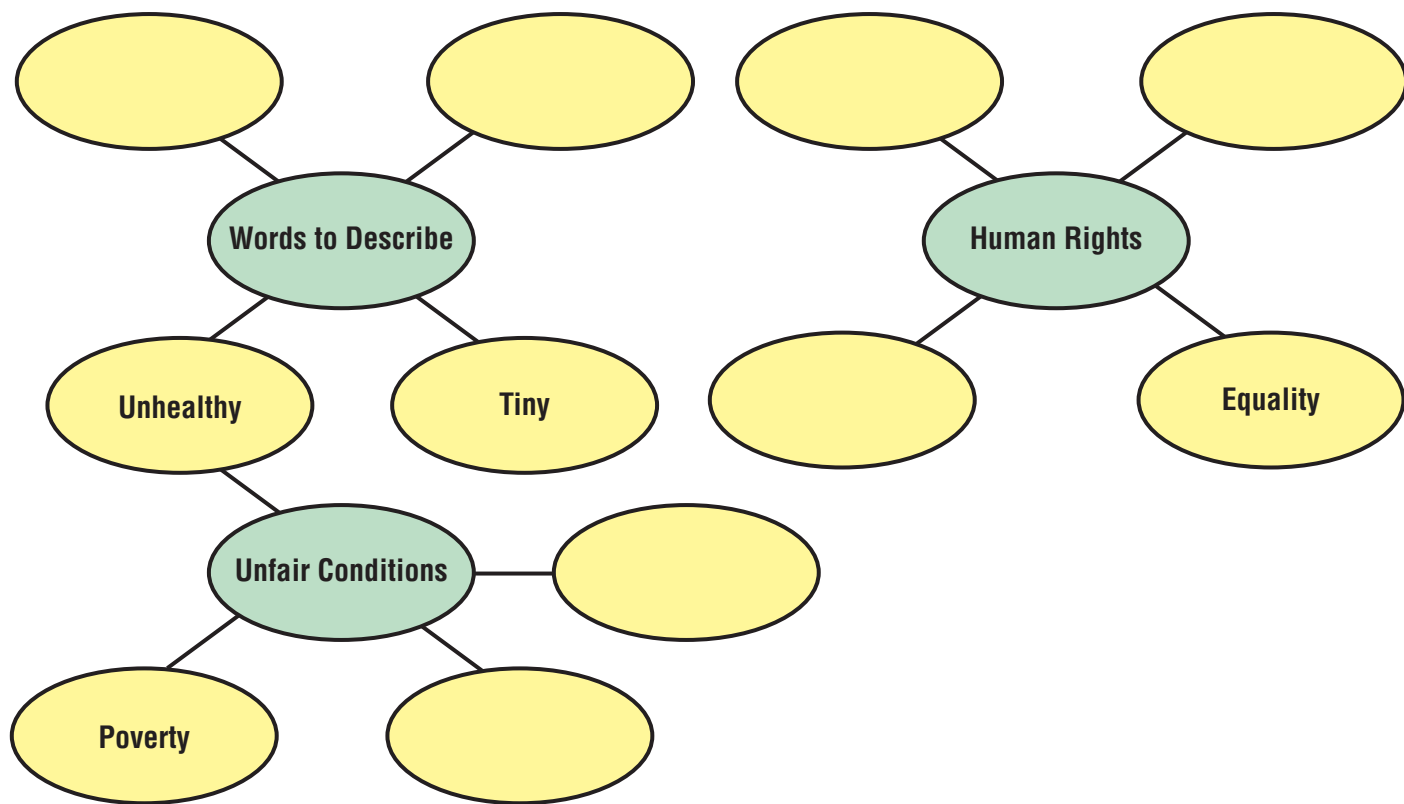 Words to Describe
Human Rights
Unhealthy
Tiny
Equality
Unfair Conditions
Poverty